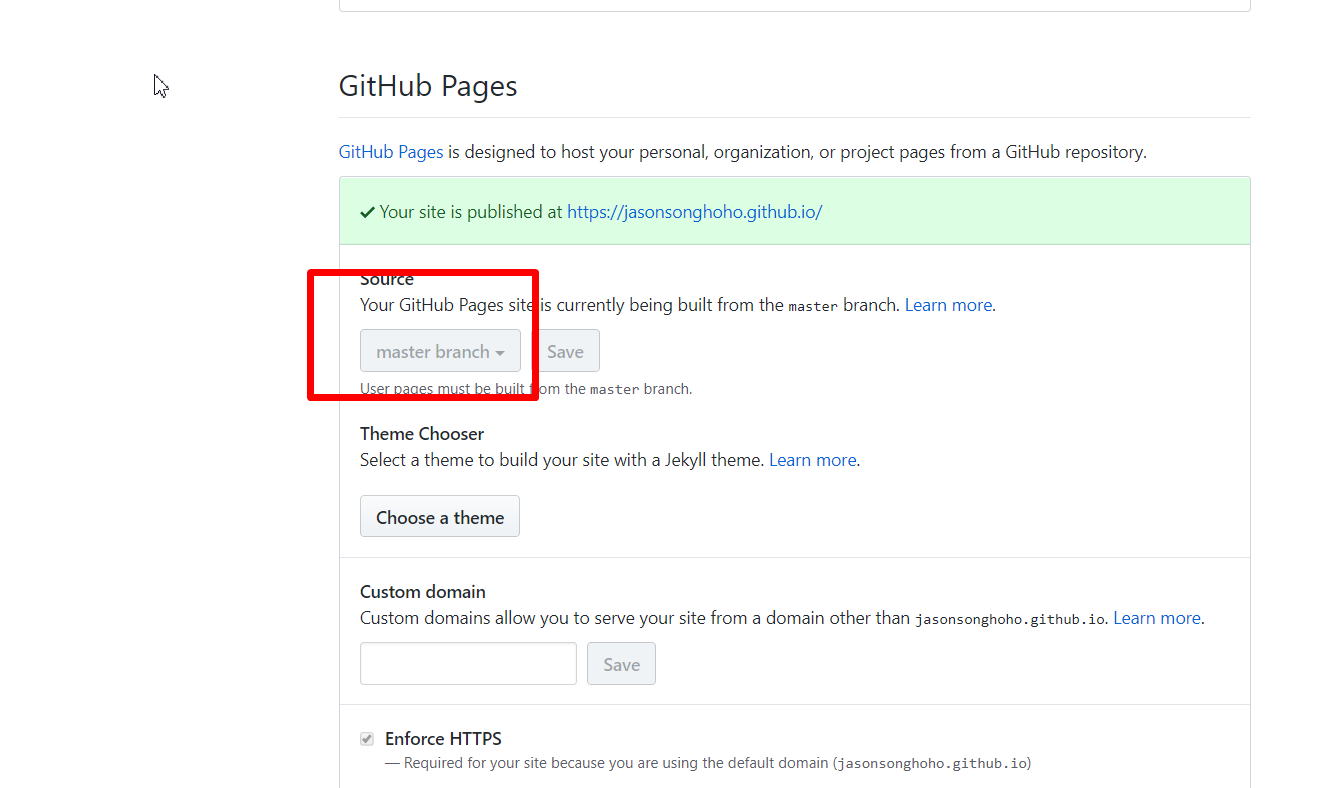 GitHub Pages
GitHub Pages is designed to host your personal, organization, or project pages from a GitHub repository.
Your site is published at https://jasonsonghoho.github.io/
Source
Your GitHub Pages site is currently being built from the master branch. Learn more.
master branch
Save
User pages must be built from the master branch.
Theme Chooser
Select a theme to build your site with a Jekyll theme. Learn more.
Choose a theme
Custom domain
Custom domains allow you to serve your site from a domain other than jasonsonghoho.github.io. Learn more.
Save
Enforce HTTPS
— Required for your site because you are using the default domain (jasonsonghoho.github.io)